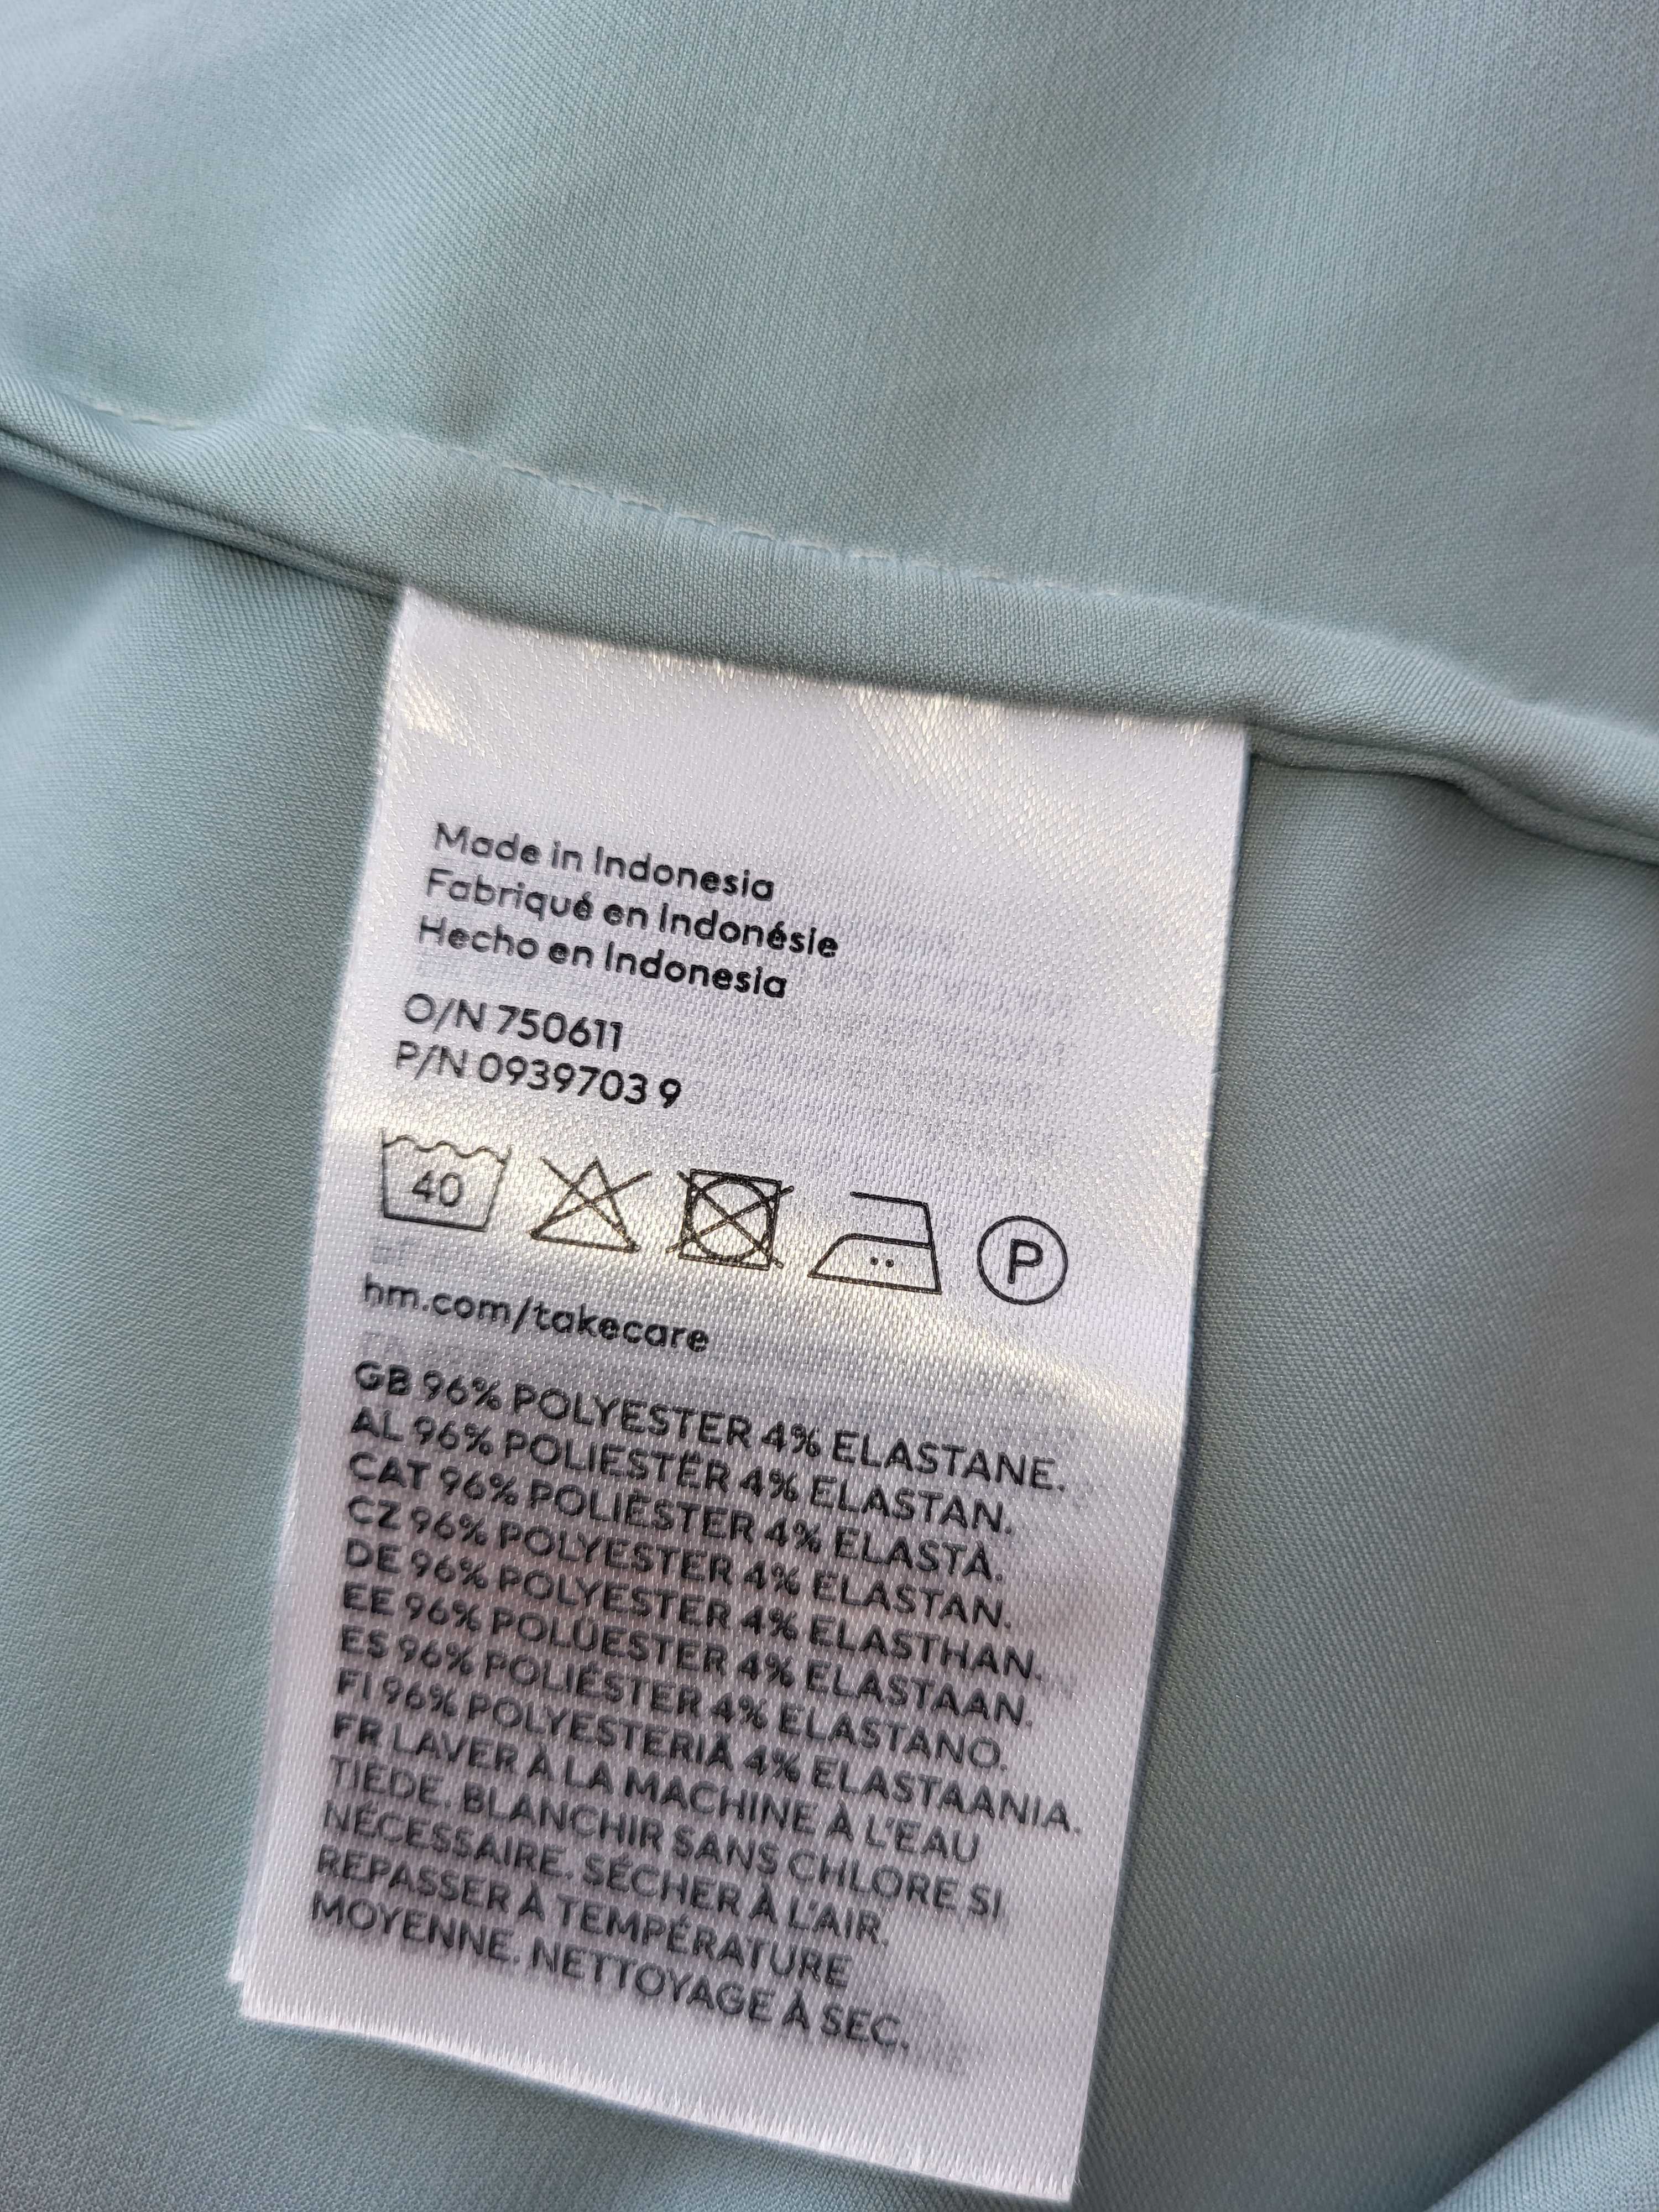 Made in Indonesia
Fabriqué en Indonésie
Hecho en Indonesia
O/N 750611
P/N 0939703 9
40
P
hm.com/takecare
GB 96% POLYESTER 4% ELASTANE.
AL 96% POLIESTËR 4% ELASTAN.
CAT 96% POLIÈSTER 4% ELASTÀ.
CZ 96% POLYESTER 4% ELASTAN.
DE 96% POLYESTER 4% ELASTHAN.
EE 96% POLÜESTER 4% ELASTAAN.
ES 96% POLIÉSTER 4% ELASTANO.
FI 96% POLYESTERIÄ 4% ELASTAANIA.
FR LAVER À LA MACHINE À L'EAU
TIÈDE. BLANCHIR SANS CHLORE SI
NÉCESSAIRE. SÉCHER À L'AIR.
REPASSER À TEMPÉRATURE
MOYENNE. NETTOYAGE À SEC.